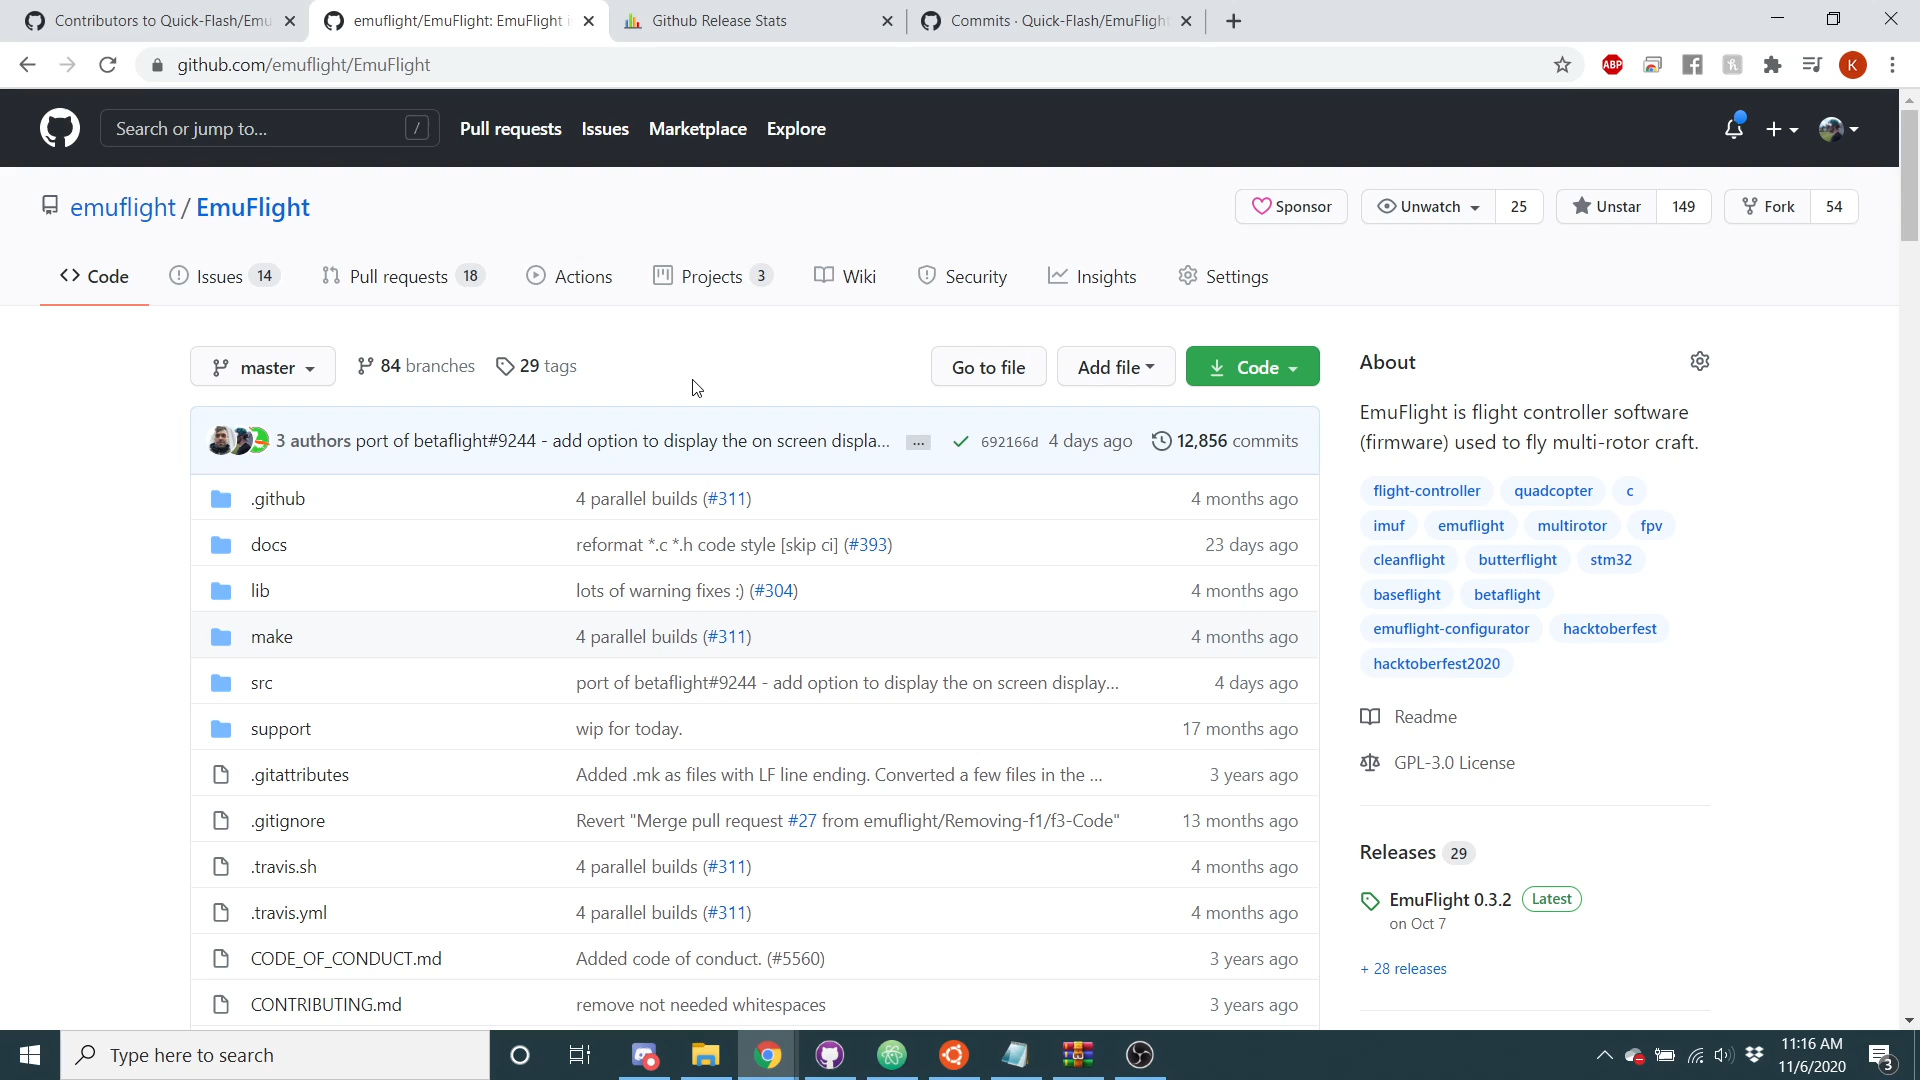 Contributors to Quick-Flash/Emu
emuflight/EmuFlight: EmuFlight i
Github Release Stats
Commits · Quick-Flash/EmuFlight
github.com/emuflight/EmuFlight
ABP
K
Search or jump to...
/
Pull requests
Issues
Marketplace
Explore
emuflight / EmuFlight
Sponsor
Unwatch
25
Unstar
149
Fork
54
Code
Issues 14
Pull requests 18
Actions
Projects 3
Wiki
Security
Insights
Settings
master
84 branches
29 tags
Go to file
Add file
Code
3 authors port of betaflight#9244 - add option to display the on screen displa... ... 692166d 4 days ago 12,856 commits
.github 4 parallel builds (#311) 4 months ago
docs reformat *.c *.h code style [skip ci] (#393) 23 days ago
lib lots of warning fixes :) (#304) 4 months ago
make 4 parallel builds (#311) 4 months ago
src port of betaflight#9244 - add option to display the on screen display... 4 days ago
support wip for today. 17 months ago
.gitattributes Added .mk as files with LF line ending. Converted a few files in the ... 3 years ago
.gitignore Revert "Merge pull request #27 from emuflight/Removing-f1/f3-Code" 13 months ago
.travis.sh 4 parallel builds (#311) 4 months ago
.travis.yml 4 parallel builds (#311) 4 months ago
CODE_OF_CONDUCT.md Added code of conduct. (#5560) 3 years ago
CONTRIBUTING.md remove not needed whitespaces 3 years ago
About
EmuFlight is flight controller software
(firmware) used to fly multi-rotor craft.
flight-controller quadcopter c
imuf emuflight multirotor fpv
cleanflight butterflight stm32
baseflight betaflight
emuflight-configurator hacktoberfest
hacktoberfest2020
Readme
GPL-3.0 License
Releases 29
EmuFlight 0.3.2 Latest
on Oct 7
+ 28 releases
Type here to search
11:16 AM
11/6/2020
3